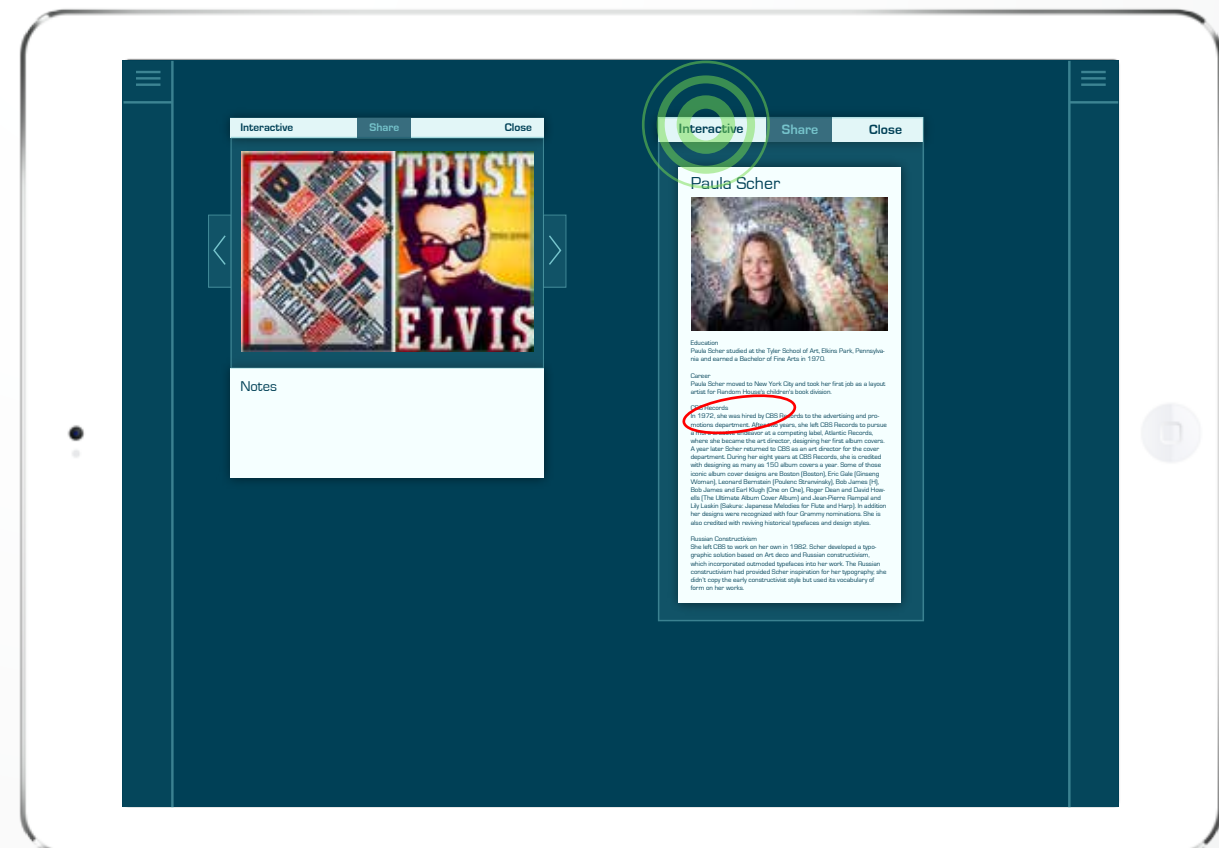 Interactive
Share
Close
TRUST
ELVIS
Notes
Interactive
Share
Close
Paula Scher
Education
Paula Scher studied at the Tyler School of Art, Elkins Park, Pennsylva-
nia and earned a Bachelor of Fine Arts in 1970.
Career
Paula Scher moved to New York City and took her first job as a layout
artist for Random House's children's book division.
CBS Records
In 1972, she was hired by CBS Records to the advertising and pro-
motions department. After two years, she left CBS Records to pursue
a more creative endeavor at a competing label, Atlantic Records,
where she became the art director, designing her first album covers.
A year later Scher returned to CBS as an art director for the cover
department. During her eight years at CBS Records, she is credited
with designing as many as 150 album covers a year. Some of those
iconic album cover designs are Boston (Boston), Eric Gale (Ginseng
Woman), Leonard Bernstein (Poulenc Stranvinsky), Bob James (H),
Bob James and Earl Klugh (One on One), Roger Dean and David How-
ells (The Ultimate Album Cover Album) and Jean-Pierre Rampal and
Lily Laskin (Sakura: Japanese Melodies for Flute and Harp). In addition
her designs were recognized with four Grammy nominations. She is
also credited with reviving historical typefaces and design styles.
Russian Constructivism
She left CBS to work on her own in 1982. Scher developed a typo-
graphic solution based on Art deco and Russian constructivism,
which incorporated outmoded typefaces into her work. The Russian
constructivism had provided Scher inspiration for her typography, she
didn't copy the early constructivist style but used its vocabulary of
form on her works.